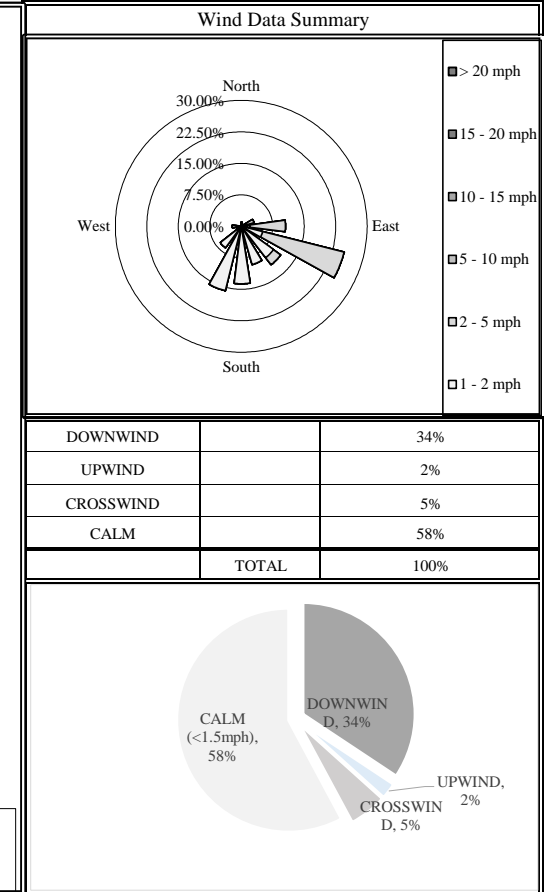 Wind Data Summary
North
30.00%
22.50%
15.00%
7.50%
0.00%
West
East
South
> 20 mph
15 - 20 mph
10 - 15 mph
5 - 10 mph
2 - 5 mph
1 - 2 mph
DOWNWIND 34%
UPWIND 2%
CROSSWIND 5%
CALM 58%
TOTAL 100%
DOWNWIN
D, 34%
CALM
(<1.5mph),
58%
UPWIND,
2%
CROSSWIN
D, 5%